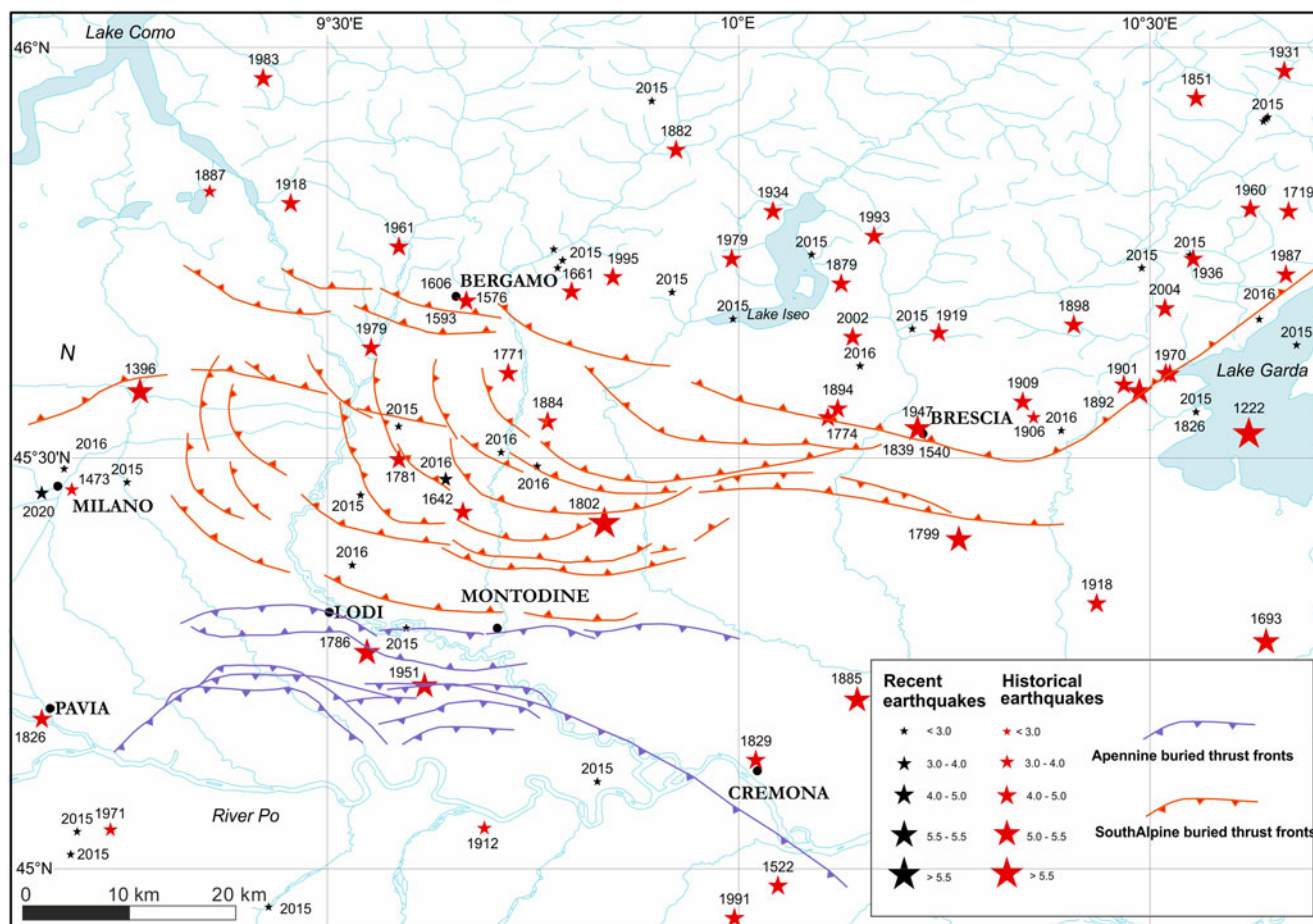 9°30'E
10°E
10°30'E
Lake Como
46°N
1983
1931
2015
1851
2015
1882
1887
1918
1934
1960
1719
1961
1993
2015
1979
2015
2015
1995
2015
1936
1987
1606
BERGAMO
1661
1879
2015
1576
2004
2016
1593
2015
Lake Iseo
1898
1979
2002
2015
1919
2015
N
2016
1396
1771
1901
1970
Lake Garda
1909
1894
1892
2015
1222
1884
1947
BRESCIA
2015
1774
1906
2016
1826
1839
1540
2016
2016
45°30'N
2015
1473
1781
2016
2016
MILANO
2015
1642
1802
2020
1799
2016
1918
LODI
MONTODINE
1693
1786
2015
1951
1885
PAVIA
1826
1829
2015
CREMONA
River Po
2015
1971
2015
1912
45°N
1522
0
10 km
20 km
2015
1991
Recent
earthquakes
Historical
earthquakes
< 3.0
< 3.0
3.0 - 4.0
3.0 - 4.0
4.0 - 5.0
4.0 - 5.0
5.5 - 5.5
5.0 - 5.5
> 5.5
> 5.5
Apennine buried thrust fronts
SouthAlpine buried thrust fronts